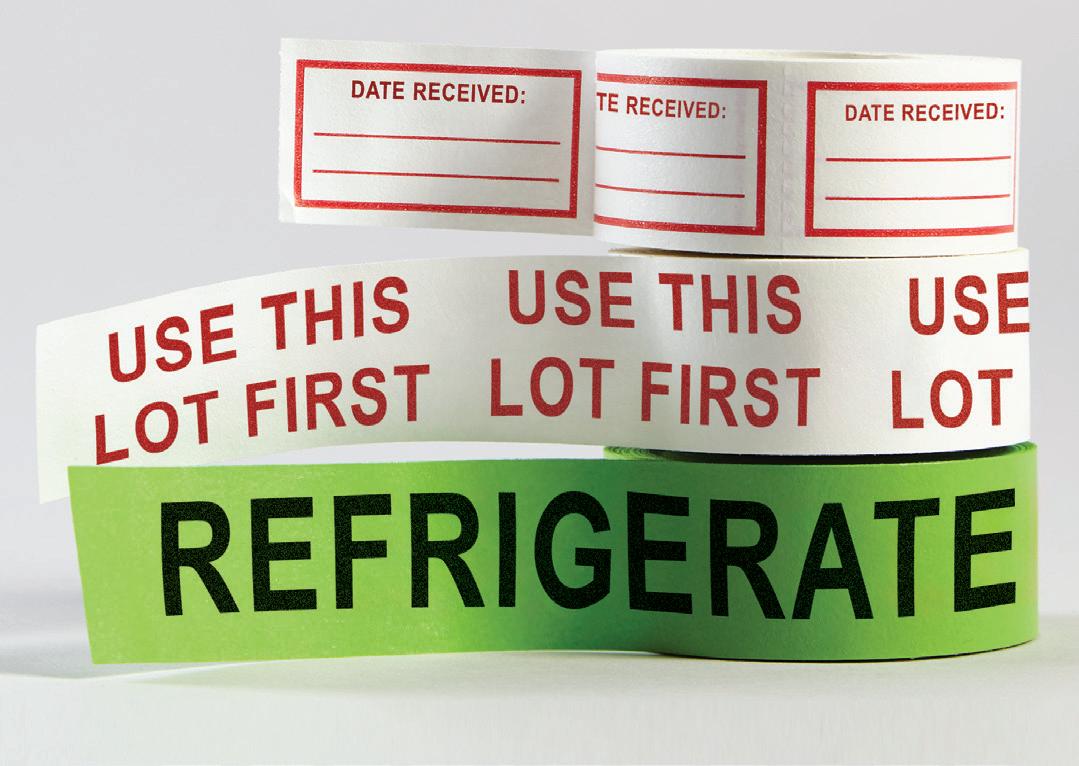 DATE RECEIVED:
TE RECEIVED:
DATE RECEIVED:
USE THIS
LOT FIRST
USE THIS
LOT FIRST
USE
LOT
REFRIGERATE